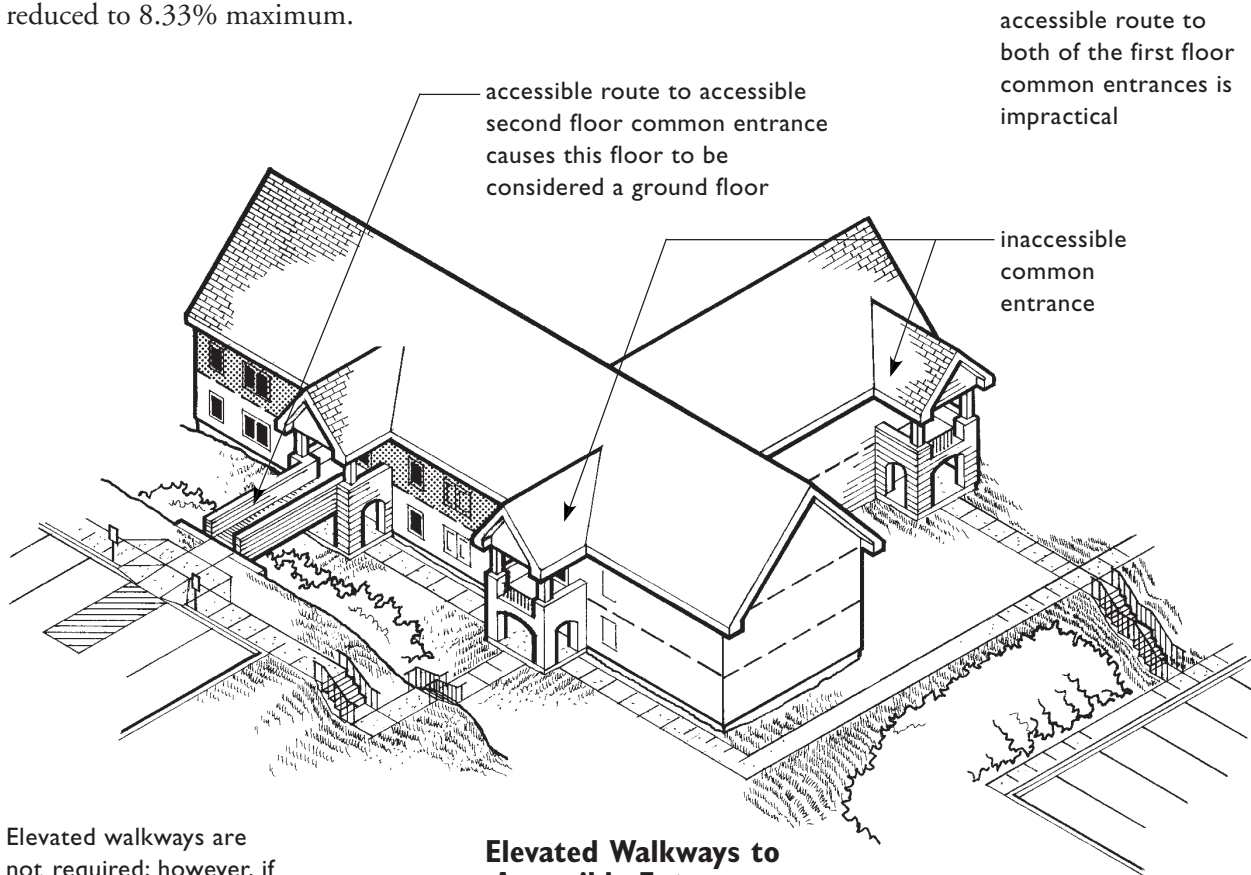 reduced to 8.33% maximum.
accessible route to
both of the first floor
common entrances is
impractical
accessible route to accessible
second floor common entrance
causes this floor to be
considered a ground floor
inaccessible
common
entrance
Elevated walkways are
not required; however, if
Elevated Walkways to